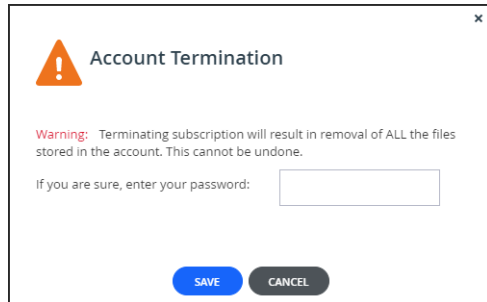 ×
Account Termination
Warning: Terminating subscription will result in removal of ALL the files
stored in the account. This cannot be undone.
If you are sure, enter your password:
SAVE CANCEL